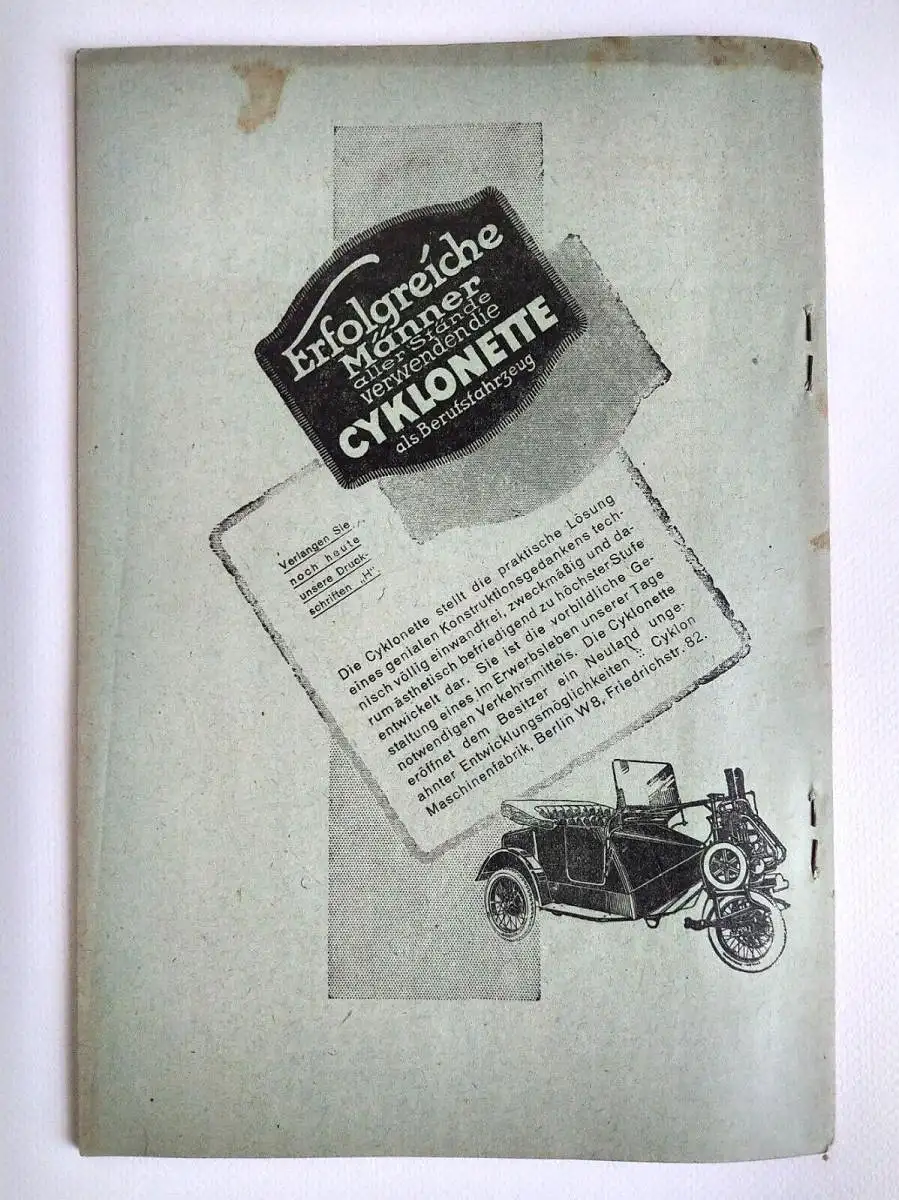 Erfolgreiche
Männer
aller Stände
verwenden die
CYKLONETTE
als Berufsfahrzeug
Verlangen Sie
noch heute
unsere Druck-
schriften „H“
Die Cyklonette stellt die praktische Lösung
eines genialen Konstruktionsgedankens tech-
nisch völlig einwandfrei, zweckmäßig und da-
rum ästhetisch befriedigend zu höchster Stufe
entwickelt dar. Sie ist die vorbildliche Ge-
staltung eines im Erwerbsleben unserer Tage
notwendigen Verkehrsmittels. Die Cyklonette
eröffnet dem Besitzer ein Neuland unge-
ahnter Entwicklungsmöglichkeiten!! Cyklon
Maschinenfabrik, Berlin W8, Friedrichstr. 82.